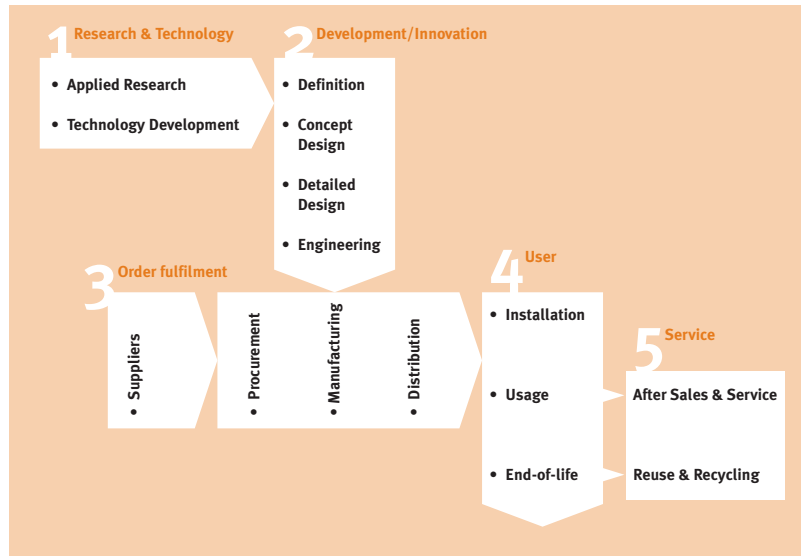 1 Research & Technology
• Applied Research
• Technology Development
2 Development/Innovation
• Definition
• Concept
Design
• Detailed
Design
• Engineering
3 Order fulfilment
• Suppliers
• Procurement
• Manufacturing
• Distribution
4 User
• Installation
• Usage
• End-of-life
5 Service
After Sales & Service
Reuse & Recycling